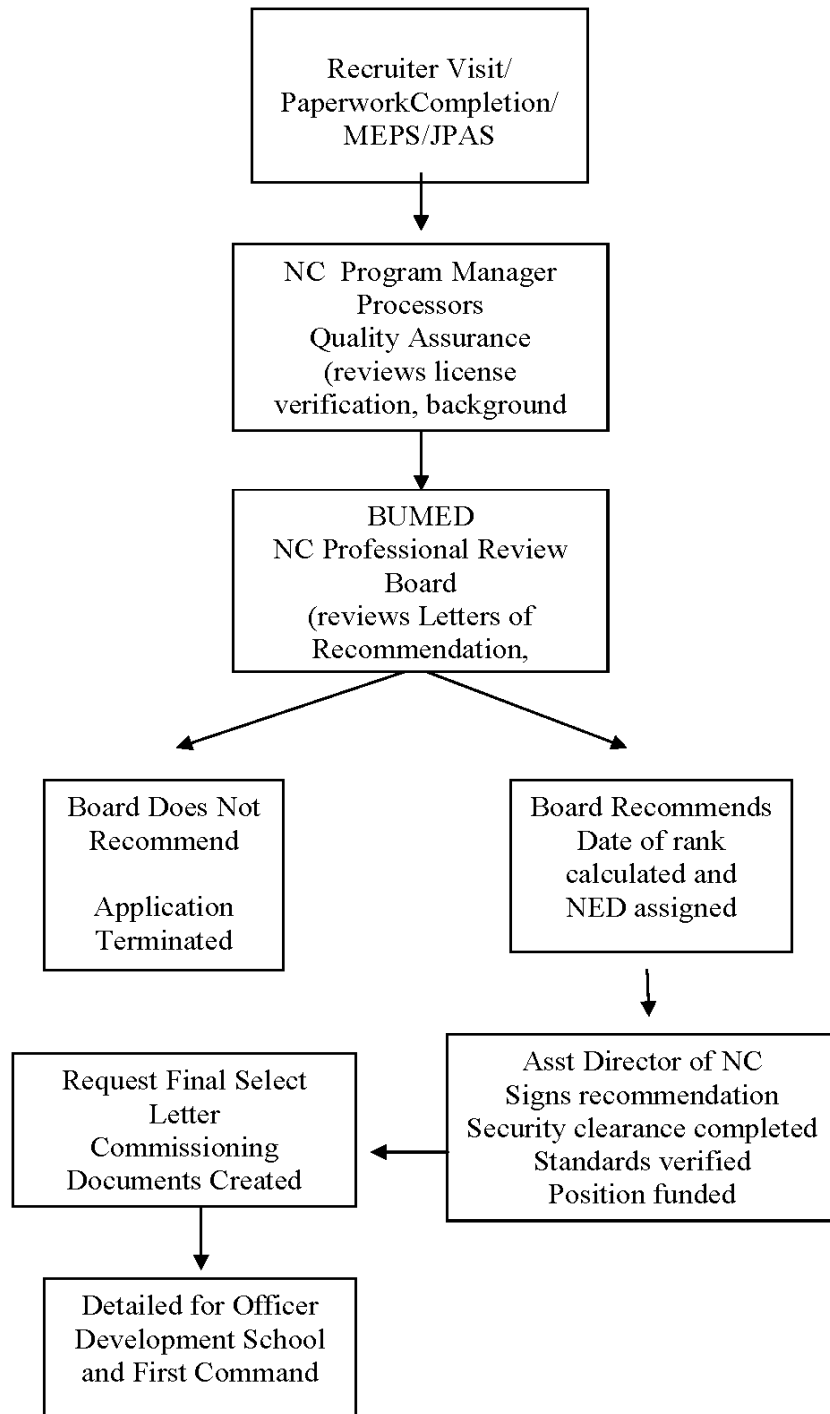 Recruiter Visit/
PaperworkCompletion/
MEPS/JPAS
NC Program Manager
Processors
Quality Assurance
(reviews license
verification, background
BUMED
NC Professional Review
Board
(reviews Letters of
Recommendation,
Board Does Not
Recommend
Application
Terminated
Board Recommends
Date of rank
calculated and
NED assigned
Asst Director of NC
Signs recommendation
Security clearance completed
Standards verified
Position funded
Request Final Select
Letter
Commissioning
Documents Created
Detailed for Officer
Development School
and First Command